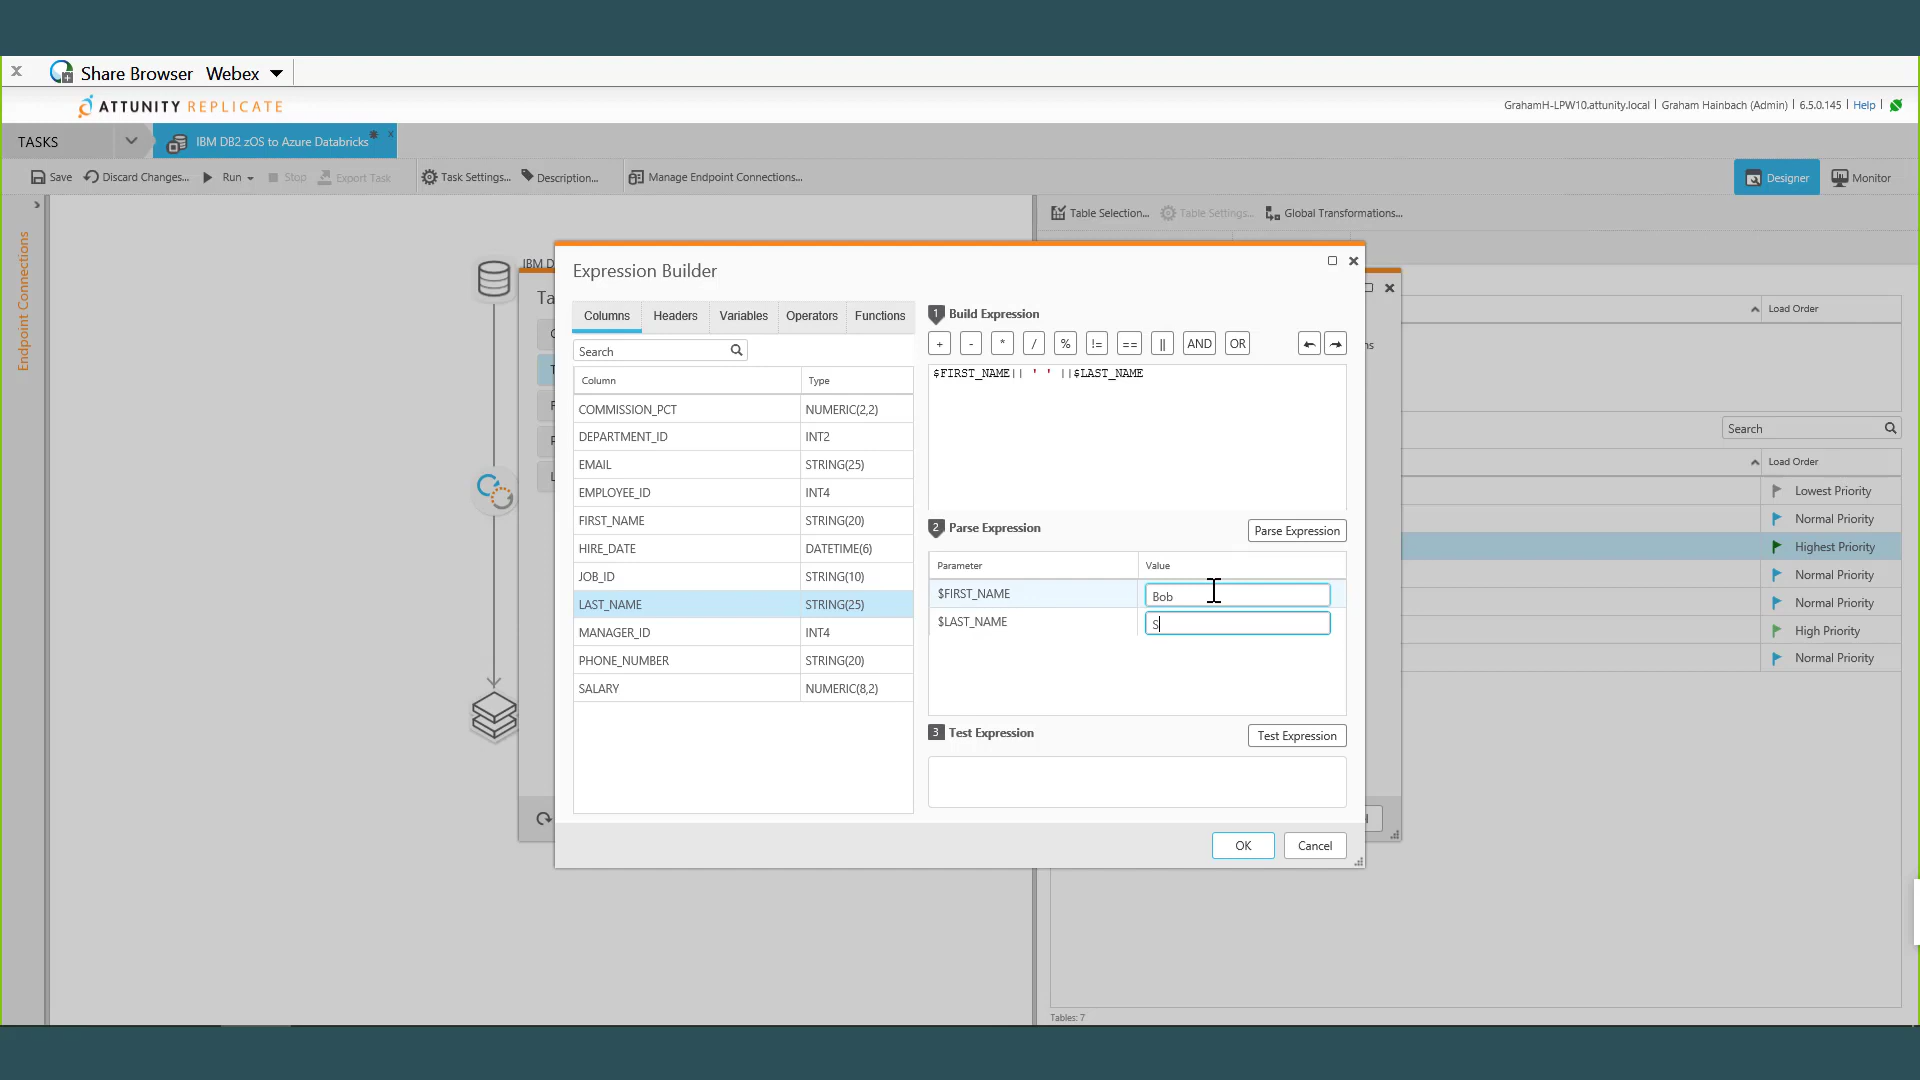 x Share Browser Webex
ATTUNITY REPLICATE
GrahamH-LPW10.attunity.local | Graham Hainbach (Admin) | 6.5.0.145 | Help |
TASKS
IBM DB2 zOS to Azure Databricks * x
Save Discard Changes... Run Stop Export Task Task Settings... Description... Manage Endpoint Connections...
Designer Monitor
Endpoint Connections
Table Selection... Table Settings... Global Transformations...
IBM D
Ta
Expression Builder
Columns Headers Variables Operators Functions
Search
Column Type
COMMISSION_PCT NUMERIC(2,2)
DEPARTMENT_ID INT2
EMAIL STRING(25)
EMPLOYEE_ID INT4
FIRST_NAME STRING(20)
HIRE_DATE DATETIME(6)
JOB_ID STRING(10)
LAST_NAME STRING(25)
MANAGER_ID INT4
PHONE_NUMBER STRING(20)
SALARY NUMERIC(8,2)
1 Build Expression
+ - * / % != == || AND OR
$FIRST_NAME|| ' ' ||$LAST_NAME
2 Parse Expression Parse Expression
Parameter Value
$FIRST_NAME Bob
$LAST_NAME S
3 Test Expression Test Expression
OK Cancel
Load Order
ns
Search
Load Order
Lowest Priority
Normal Priority
Highest Priority
Normal Priority
Normal Priority
High Priority
Normal Priority
Tables: 7